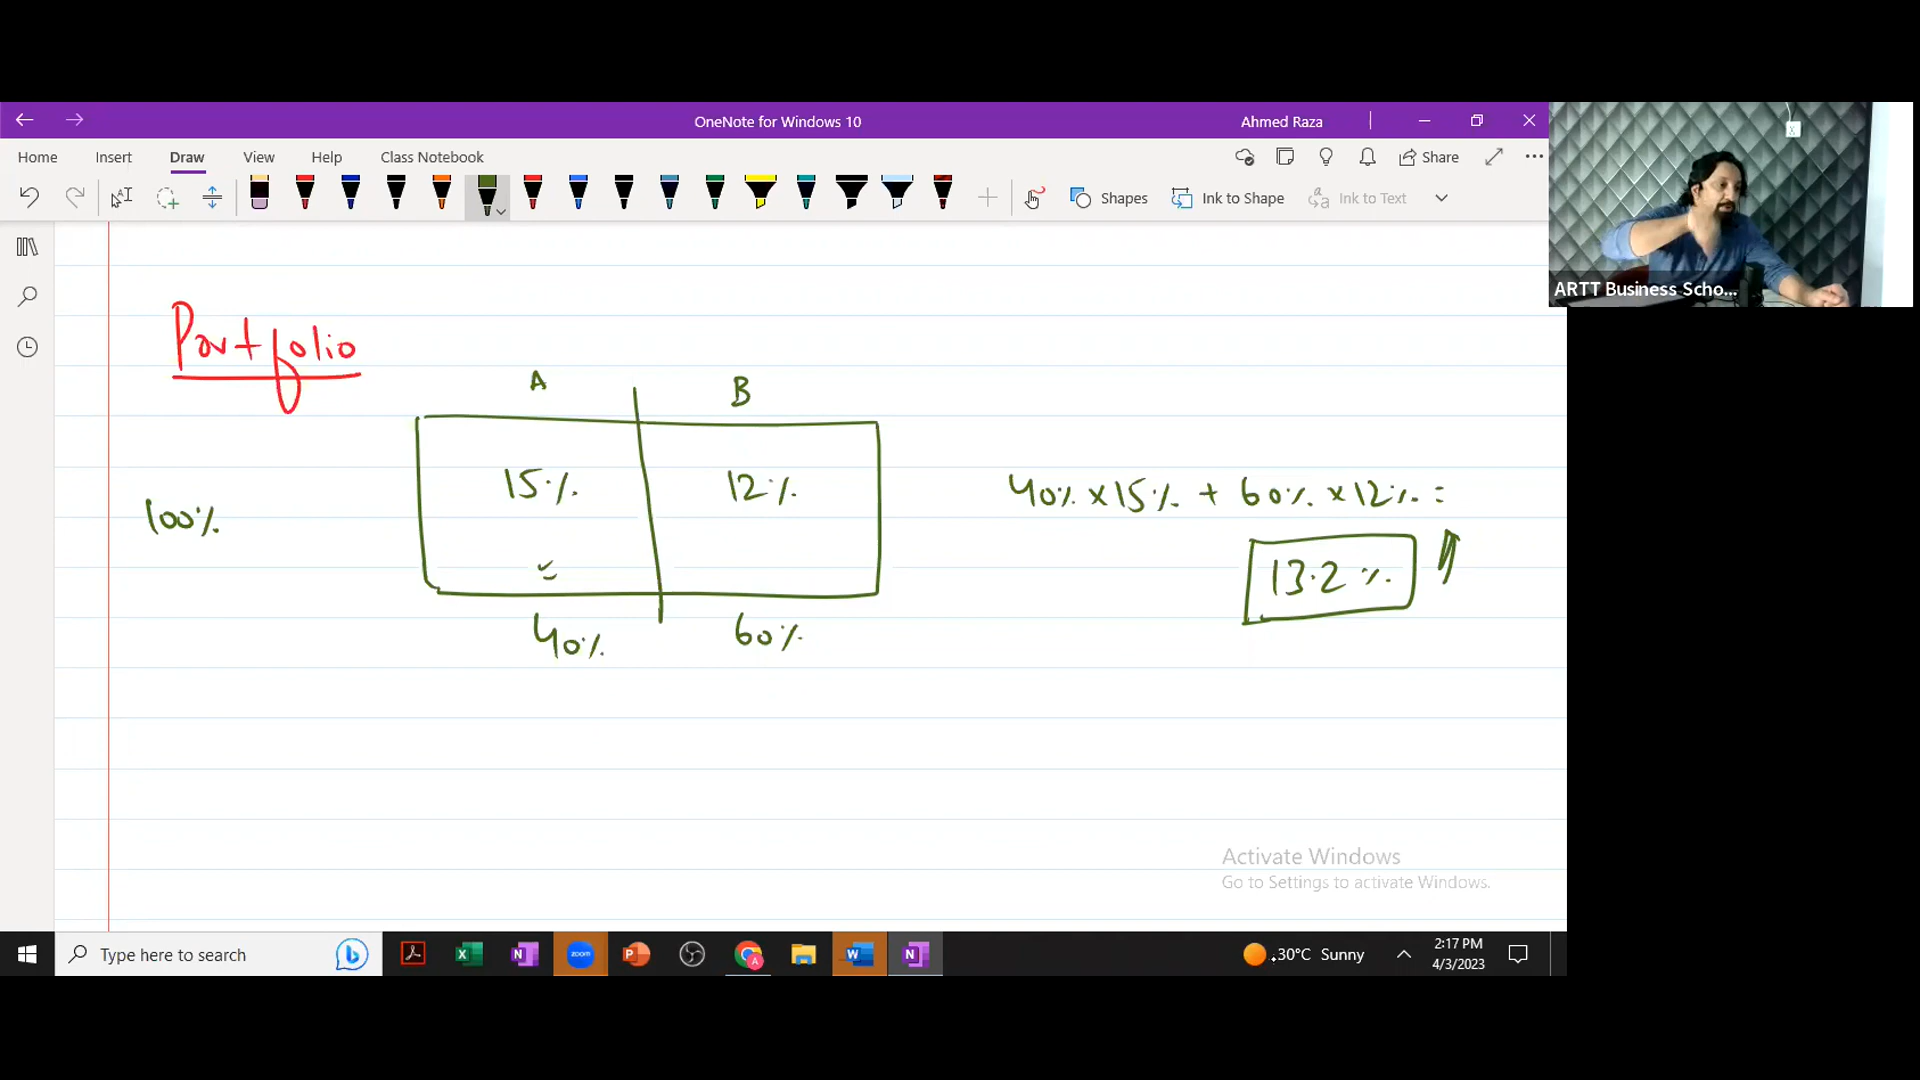 OneNote for Windows 10
Ahmed Raza
Home Insert Draw View Help Class Notebook
Share
Shapes Ink to Shape Ink to Text
ARTT Business Scho...
Portfolio
A B
15% 12%
100%
40% 60%
40% × 15% + 60% × 12% =
13.2 %
Activate Windows
Go to Settings to activate Windows.
Type here to search
zoom
30°C Sunny
2:17 PM
4/3/2023